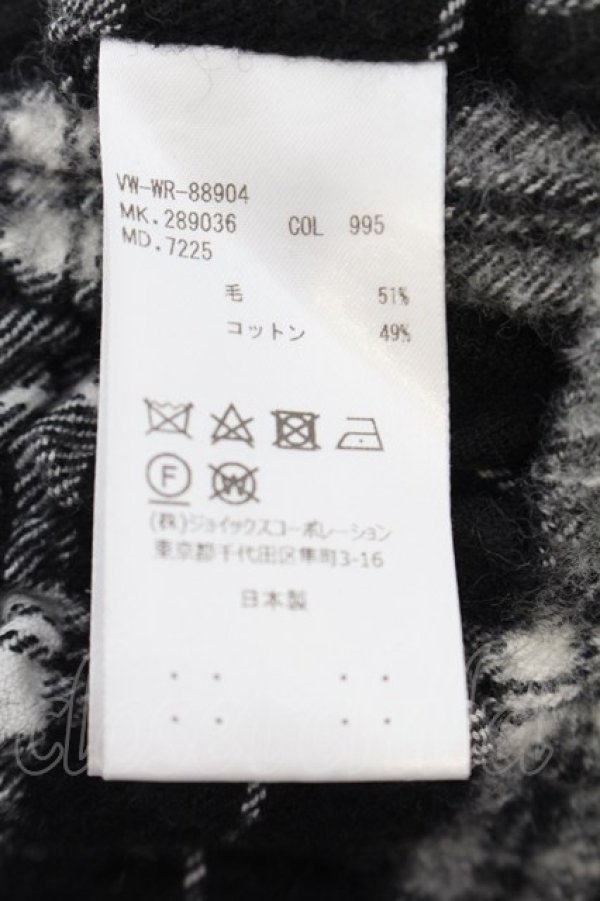 VW-WR-88904
MK.289036 COL 995
MD.7225
毛 51%
コットン 49%
F W
(株)ジョイックスコーポレーション
東京都千代田区隼町3-16
日本製